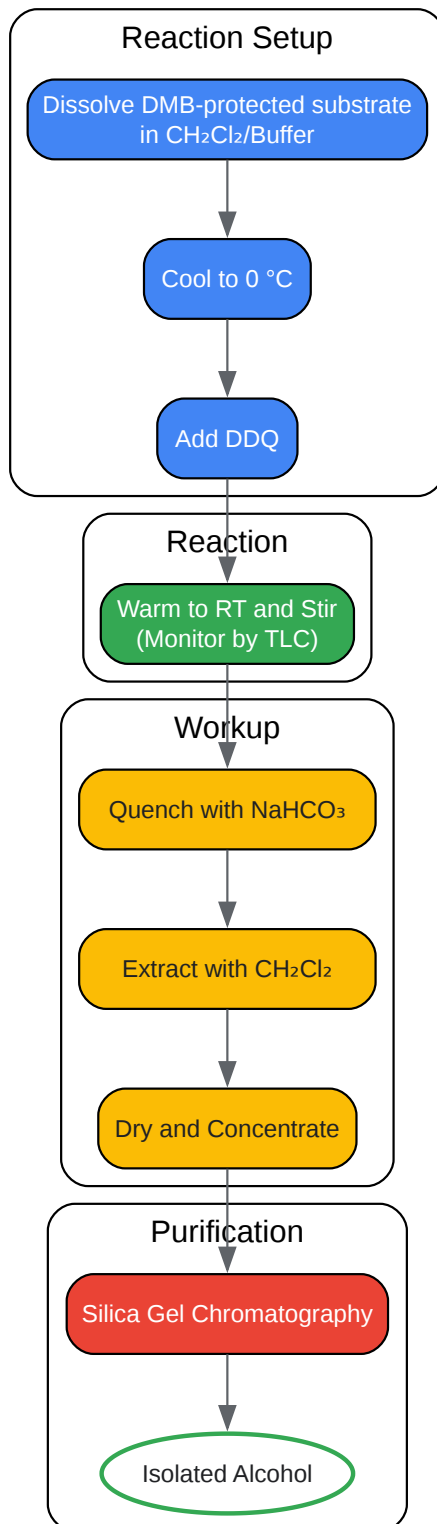 Reaction Setup
Dissolve DMB-protected substrate
in CH₂Cl₂/Buffer
Cool to 0 °C
Add DDQ
Reaction
Warm to RT and Stir
(Monitor by TLC)
Workup
Quench with NaHCO₃
Extract with CH₂Cl₂
Dry and Concentrate
Purification
Silica Gel Chromatography
Isolated Alcohol